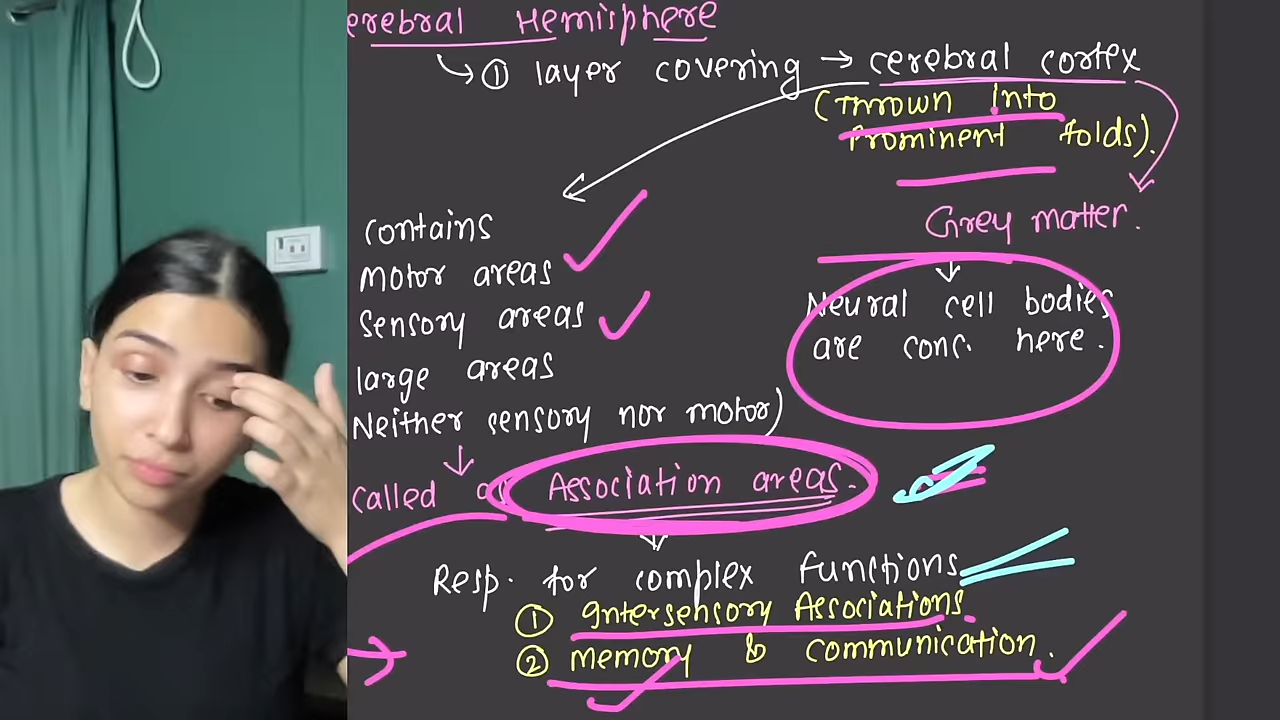 erebral Hemisphere
① layer covering → cerebral cortex
(Thrown Into
Prominent folds).
Grey matter.
contains
motor areas
sensory areas
large areas
Neither sensory nor motor)
Neural cell bodies
are conc. here.
called as Association areas.
Resp. for complex functions
① Intersensory Associations.
② memory & communication.